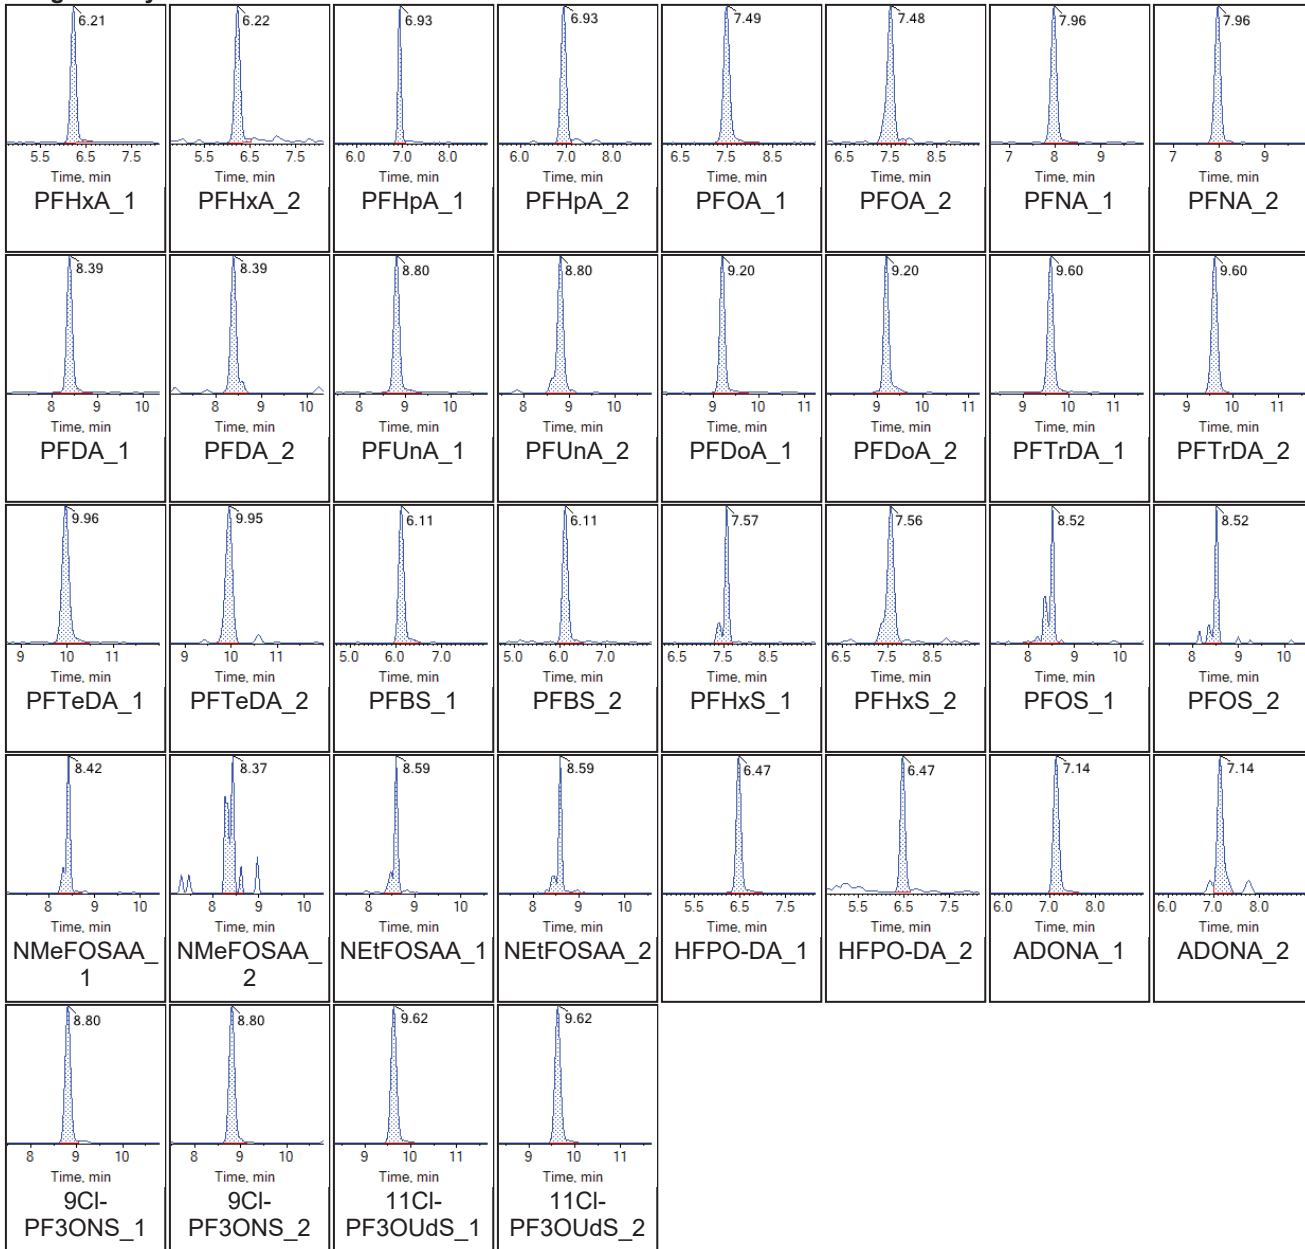 6.21
5.5 6.5 7.5
Time, min
PFHxA_1
6.22
5.5 6.5 7.5
Time, min
PFHxA_2
6.93
6.0 7.0 8.0
Time, min
PFHpA_1
6.93
6.0 7.0 8.0
Time, min
PFHpA_2
7.49
6.5 7.5 8.5
Time, min
PFOA_1
7.48
6.5 7.5 8.5
Time, min
PFOA_2
7.96
7 8 9
Time, min
PFNA_1
7.96
7 8 9
Time, min
PFNA_2
8.39
8 9 10
Time, min
PFDA_1
8.39
8 9 10
Time, min
PFDA_2
8.80
8 9 10
Time, min
PFUnA_1
8.80
8 9 10
Time, min
PFUnA_2
9.20
9 10 11
Time, min
PFDoA_1
9.20
9 10 11
Time, min
PFDoA_2
9.60
9 10 11
Time, min
PFTrDA_1
9.60
9 10 11
Time, min
PFTrDA_2
9.96
9 10 11
Time, min
PFTeDA_1
9.95
9 10 11
Time, min
PFTeDA_2
6.11
5.0 6.0 7.0
Time, min
PFBS_1
6.11
5.0 6.0 7.0
Time, min
PFBS_2
7.57
6.5 7.5 8.5
Time, min
PFHxS_1
7.56
6.5 7.5 8.5
Time, min
PFHxS_2
8.52
8 9 10
Time, min
PFOS_1
8.52
8 9 10
Time, min
PFOS_2
8.42
8 9 10
Time, min
NMeFOSAA_
1
8.37
8 9 10
Time, min
NMeFOSAA_
2
8.59
8 9 10
Time, min
NEtFOSAA_1
8.59
8 9 10
Time, min
NEtFOSAA_2
6.47
5.5 6.5 7.5
Time, min
HFPO-DA_1
6.47
5.5 6.5 7.5
Time, min
HFPO-DA_2
7.14
6.0 7.0 8.0
Time, min
ADONA_1
7.14
6.0 7.0 8.0
Time, min
ADONA_2
8.80
8 9 10
Time, min
9Cl-
PF3ONS_1
8.80
8 9 10
Time, min
9Cl-
PF3ONS_2
9.62
9 10 11
Time, min
11Cl-
PF3OUdS_1
9.62
9 10 11
Time, min
11Cl-
PF3OUdS_2